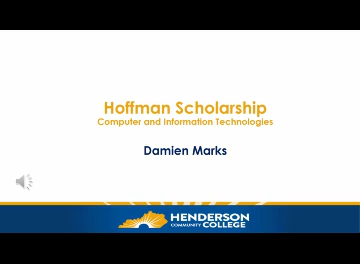 Hoffman Scholarship
Computer and Information Technologies
Damien Marks
HENDERSON
COMMUNITY COLLEGE